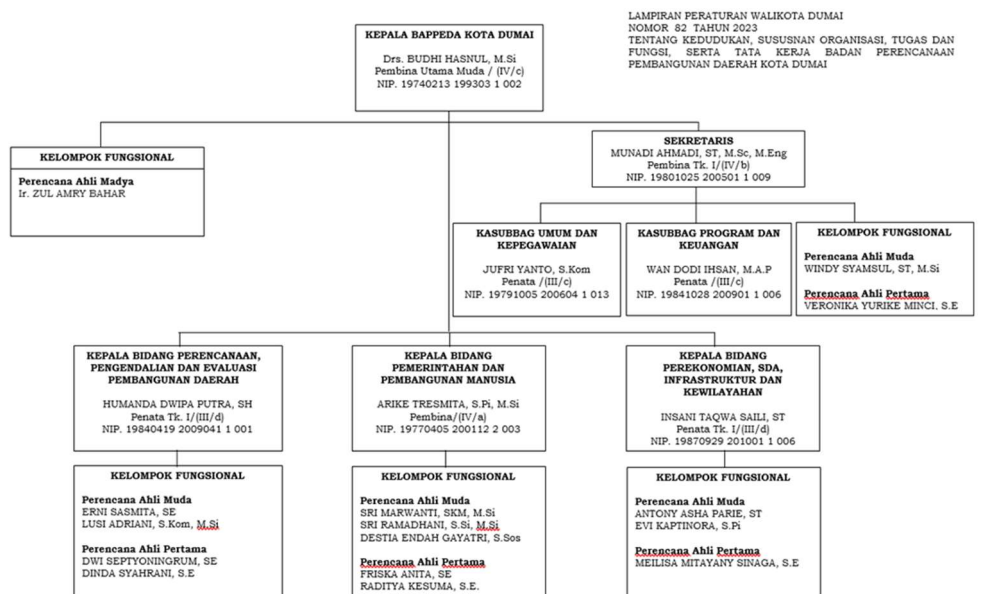 LAMPIRAN PERATURAN WALIKOTA DUMAI
NOMOR 82 TAHUN 2023
TENTANG KEDUDUKAN, SUSUSNAN ORGANISASI, TUGAS DAN
FUNGSI, SERTA TATA KERJA BADAN PERENCANAAN
PEMBANGUNAN DAERAH KOTA DUMAI
KEPALA BAPPEDA KOTA DUMAI
Drs. BUDHI HASNUL, M.Si
Pembina Utama Muda / (IV/c)
NIP. 19740213 199303 1 002
KELOMPOK FUNGSIONAL
Perencana Ahli Madya
Ir. ZUL AMRY BAHAR
SEKRETARIS
MUNADI AHMADI, ST, M.Sc, M.Eng
Pembina Tk. I/(IV/b)
NIP. 19801025 200501 1 009
KASUBBAG UMUM DAN
KEPEGAWAIAN
JUFRI YANTO, S.Kom
Penata /(III/c)
NIP. 19791005 200604 1 013
KASUBBAG PROGRAM DAN
KEUANGAN
WAN DODI IHSAN, M.A.P
Penata /(III/c)
NIP. 19841028 200901 1 006
KELOMPOK FUNGSIONAL
Perencana Ahli Muda
WINDY SYAMSUL, ST, M.Si
Perencana Ahli Pertama
VERONIKA YURIKE MINCI, S.E
KEPALA BIDANG PERENCANAAN,
PENGENDALIAN DAN EVALUASI
PEMBANGUNAN DAERAH
HUMANDA DWIPA PUTRA, SH
Penata Tk. I/(III/d)
NIP. 19840419 2009041 1 001
KELOMPOK FUNGSIONAL
Perencana Ahli Muda
ERNI SASMITA, SE
LUSI ADRIANI, S.Kom, M.Si
Perencana Ahli Pertama
DWI SEPTYONINGRUM, SE
DINDA SYAHRANI, S.E
KEPALA BIDANG
PEMERINTAHAN DAN
PEMBANGUNAN MANUSIA
ARIKE TRESMITA, S.Pi, M.Si
Pembina/(IV/a)
NIP. 19770405 200112 2 003
KELOMPOK FUNGSIONAL
Perencana Ahli Muda
SRI MARWANTI, SKM, M.Si
SRI RAMADHANI, S.Si, M.Si
DESTIA ENDAH GAYATRI, S.Sos
Perencana Ahli Pertama
FRISKA ANITA, SE
RADITYA KESUMA, S.E.
KEPALA BIDANG
PEREKONOMIAN, SDA,
INFRASTRUKTUR DAN
KEWILAYAHAN
INSANI TAQWA SAILI, ST
Penata Tk. I/(III/d)
NIP. 19870929 201001 1 006
KELOMPOK FUNGSIONAL
Perencana Ahli Muda
ANTONY ASHA PARIE, ST
EVI KAPTINORA, S.Pi
Perencana Ahli Pertama
MEILISA MITAYANY SINAGA, S.E